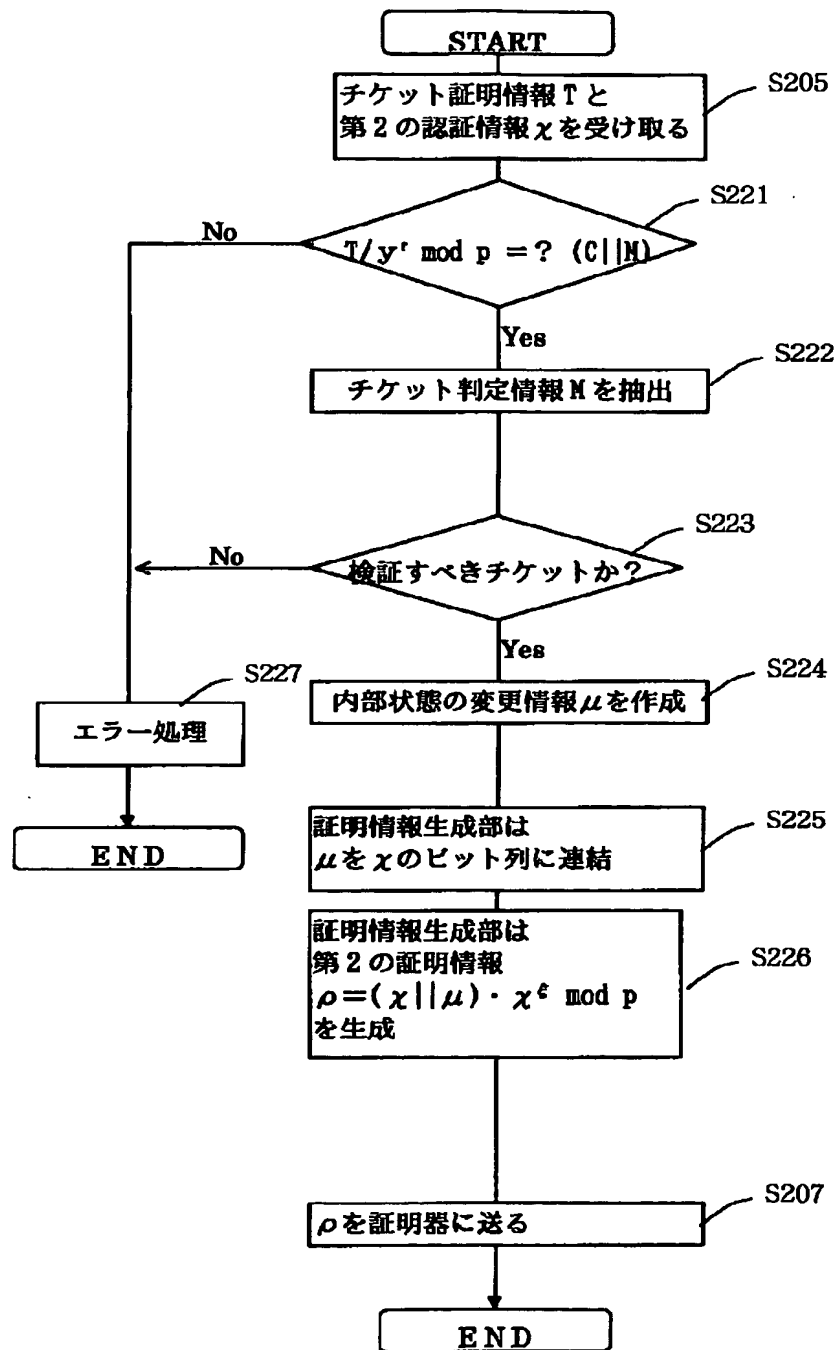 START
S205
チケット証明情報Tと
第2の認証情報χを受け取る
S221
No
T/yʳ mod p =? (C||M)
Yes
S222
チケット判定情報Mを抽出
S223
No
検証すべきチケットか?
Yes
S227
S224
エラー処理
内部状態の変更情報μを作成
END
S225
証明情報生成部は
μをχのビット列に連結
S226
証明情報生成部は
第2の証明情報
ρ=(χ||μ)・χ^ξ mod p
を生成
S207
ρを証明器に送る
END